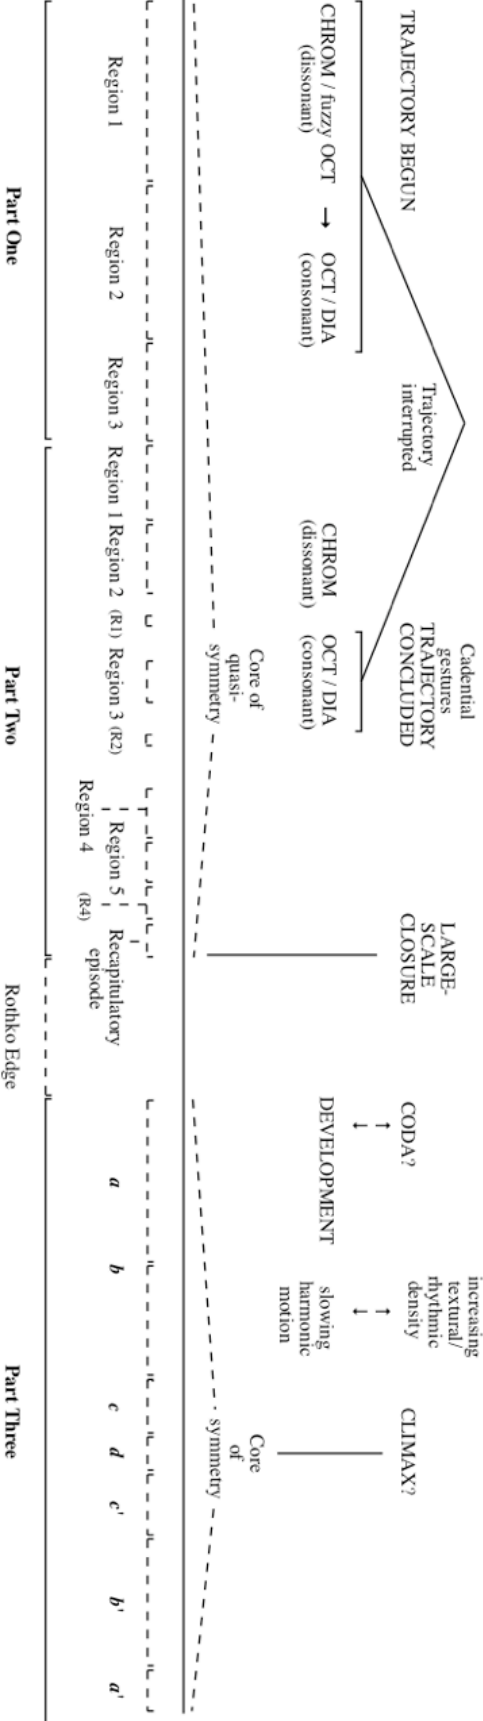 TRAJECTORY BEGUN
Trajectory
interrupted
Cadential
gestures
TRAJECTORY
CONCLUDED
LARGE-
SCALE
CLOSURE
CODA?
increasing
textural/
rhythmic
density
CLIMAX?
CHROM / fuzzy OCT → OCT / DIA
(dissonant) (consonant)
CHROM
(dissonant)
OCT / DIA
(consonant)
DEVELOPMENT
slowing
harmonic
motion
Core of
quasi-
symmetry
Core
of
symmetry
Region 1 Region 2 Region 3 Region 1 Region 2 (R1) Region 3 (R2)
Region 5
Region 4
(R4)
Recapitulatory
episode
a b c d c' b' a'
Part One Part Two Rothko Edge Part Three